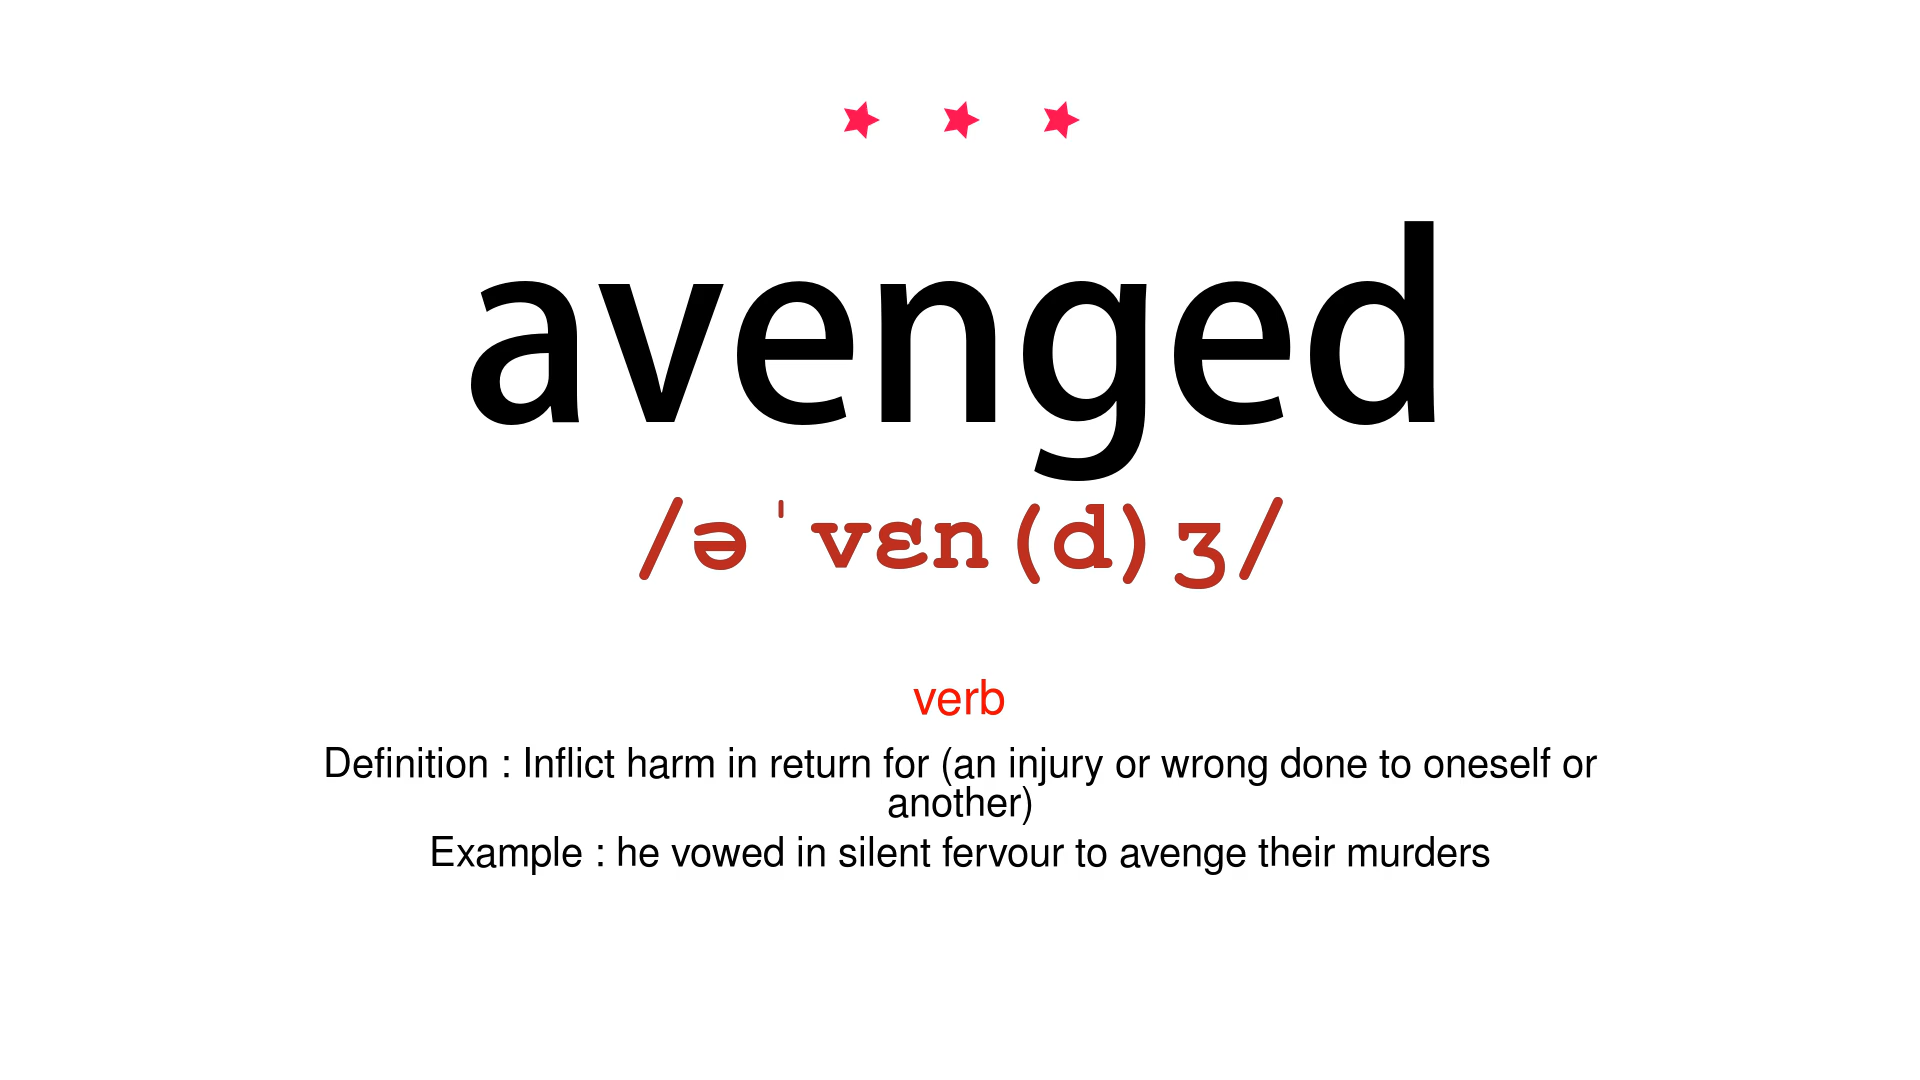 avenged
/əˈvɛn(d)ʒ/
verb
Definition : Inflict harm in return for (an injury or wrong done to oneself or
another)
Example : he vowed in silent fervour to avenge their murders